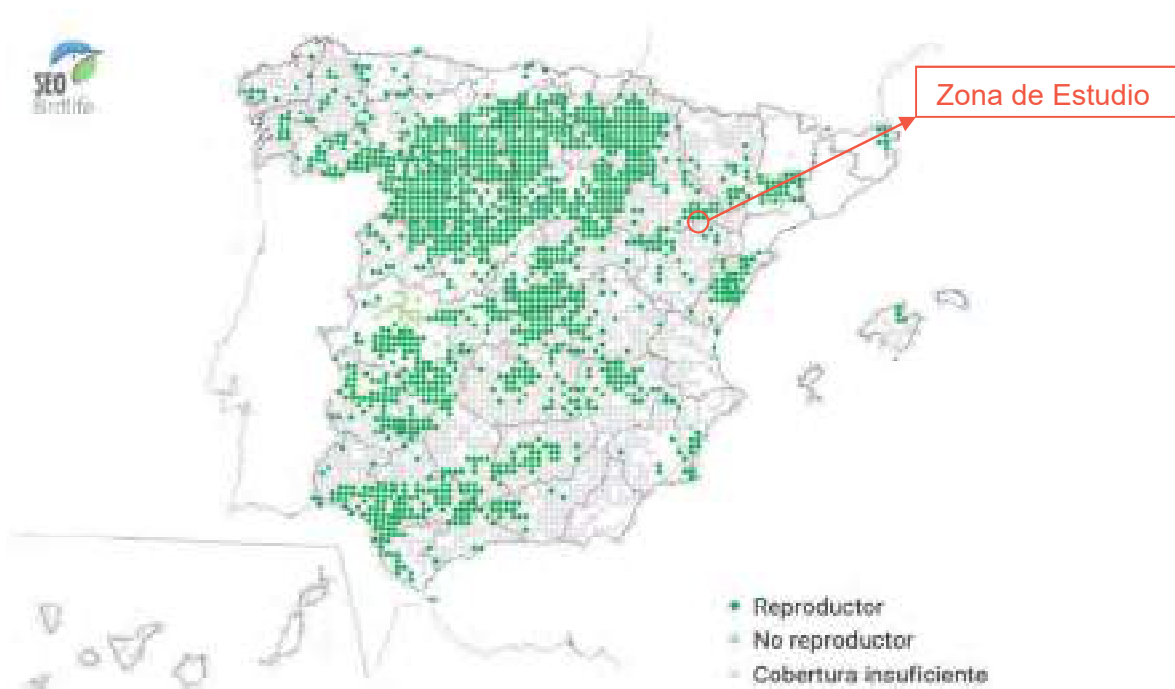 SEO
BirdLife
Zona de Estudio
Reproductor
No reproductor
Cobertura insuficiente